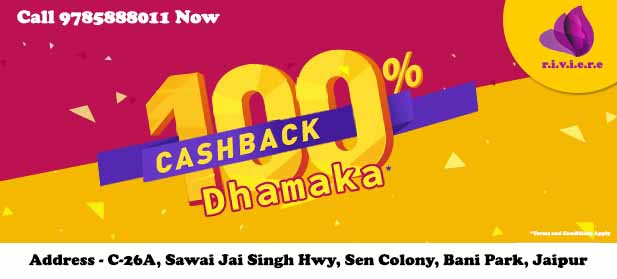 Call 9785888011 Now
r.i.v.i.e.r.e
100%
CASHBACK
Dhamaka*
*Terms and Conditions Apply
Address - C-26A, Sawai Jai Singh Hwy, Sen Colony, Bani Park, Jaipur